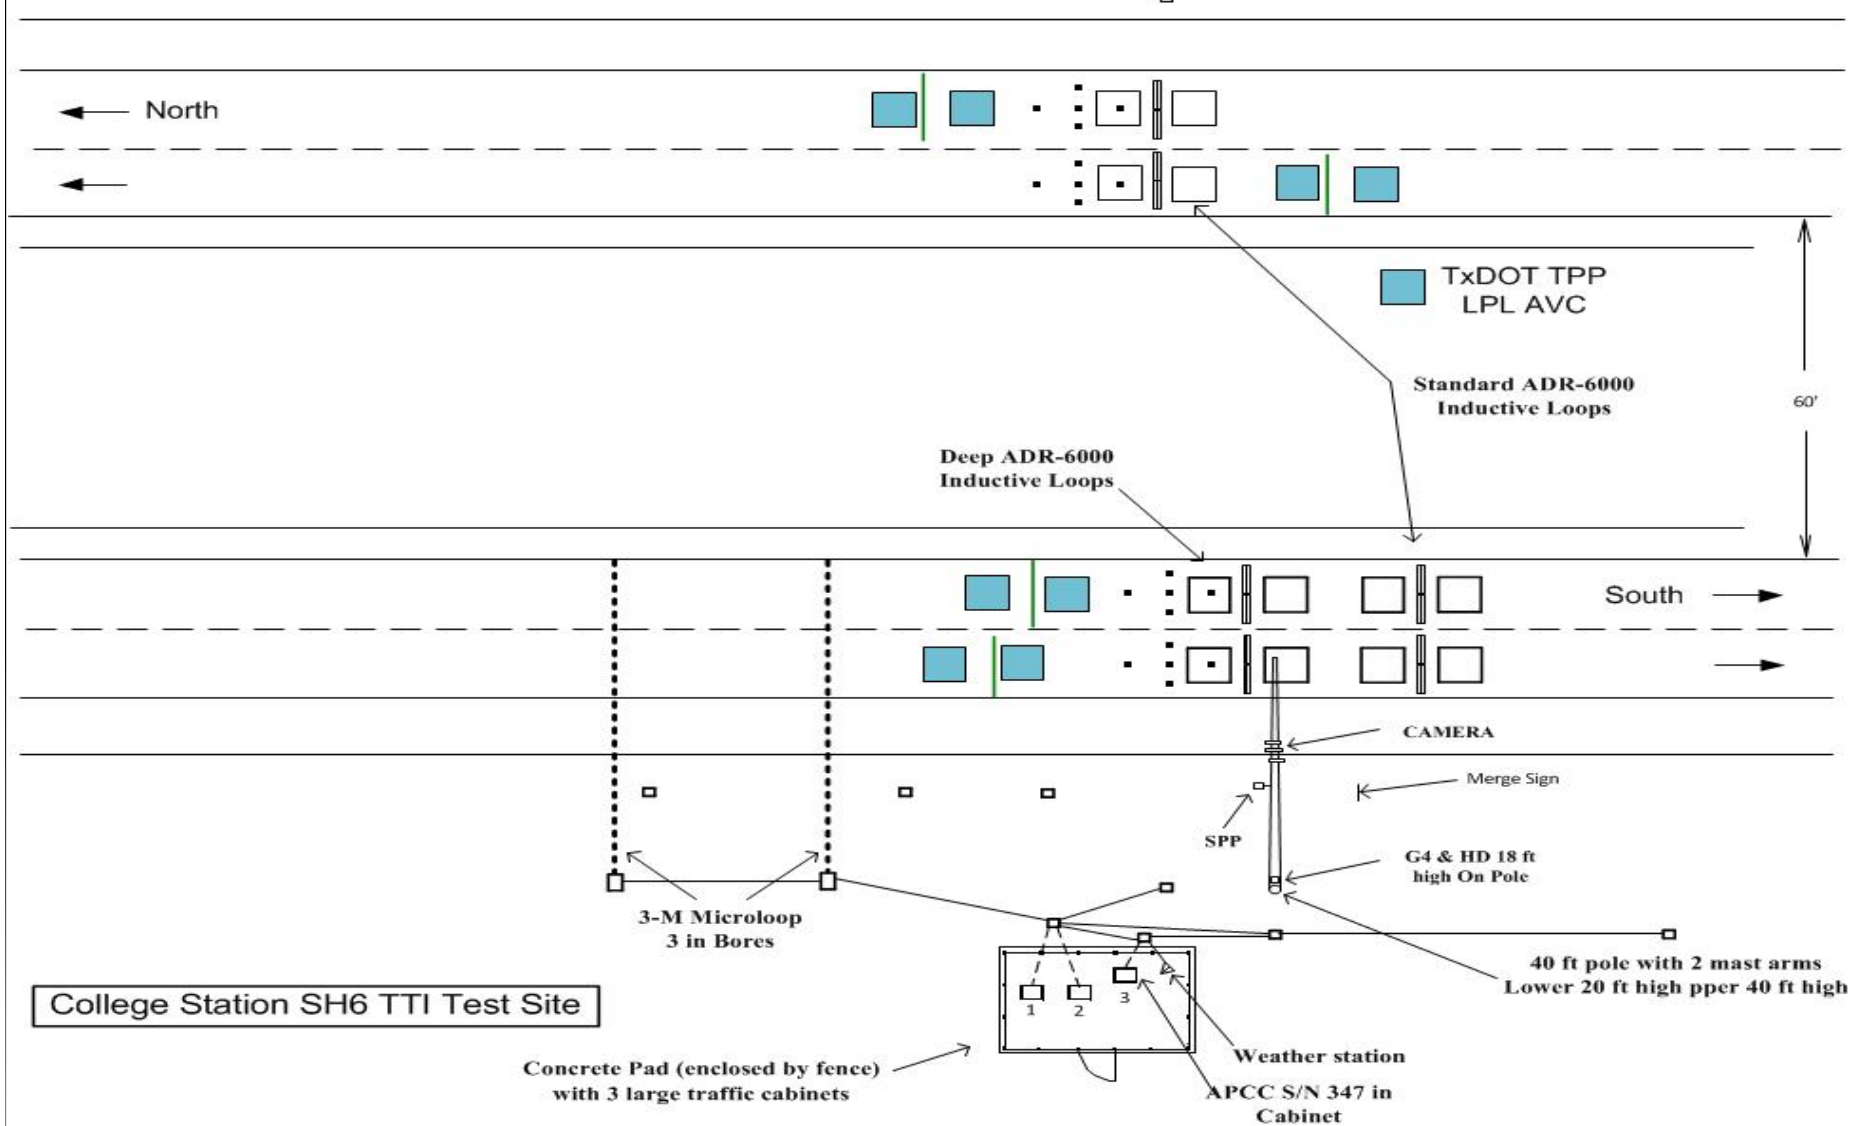 North
TxDOT TPP
LPL AVC
Standard ADR-6000
Inductive Loops
60'
Deep ADR-6000
Inductive Loops
South
CAMERA
Merge Sign
SPP
G4 & HD 18 ft
high On Pole
3-M Microloop
3 in Bores
40 ft pole with 2 mast arms
Lower 20 ft high pper 40 ft high
College Station SH6 TTI Test Site
1
2
3
Concrete Pad (enclosed by fence)
with 3 large traffic cabinets
Weather station
APCC S/N 347 in
Cabinet